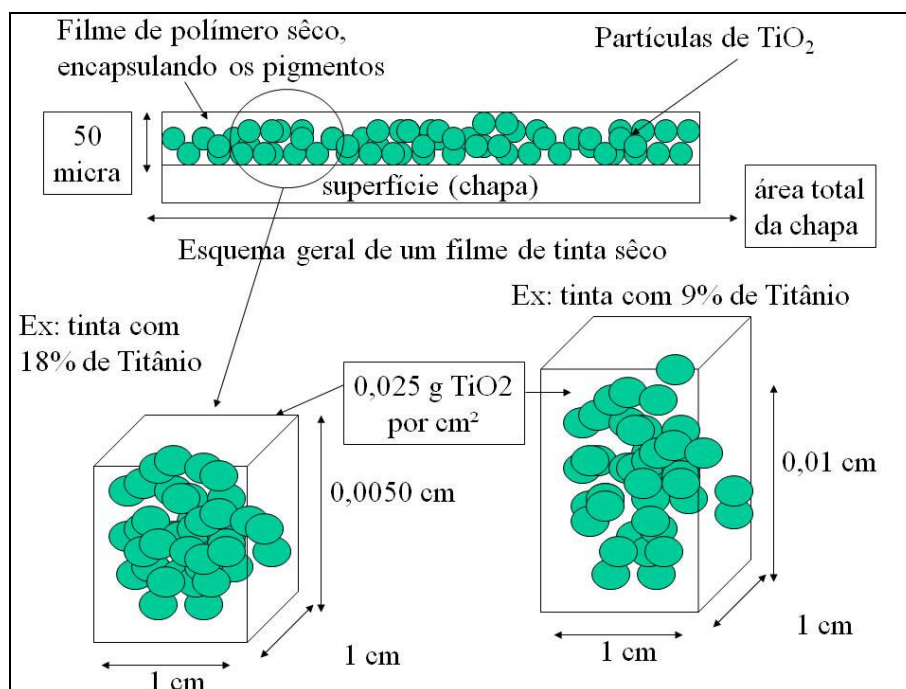 Filme de polímero sêco,
encapsulando os pigmentos
Partículas de TiO₂
50
micra
superfície (chapa)
área total
da chapa
Esquema geral de um filme de tinta sêco
Ex: tinta com 9% de Titânio
Ex: tinta com
18% de Titânio
0,025 g TiO2
por cm²
0,0050 cm
0,01 cm
1 cm
1 cm
1 cm
1 cm